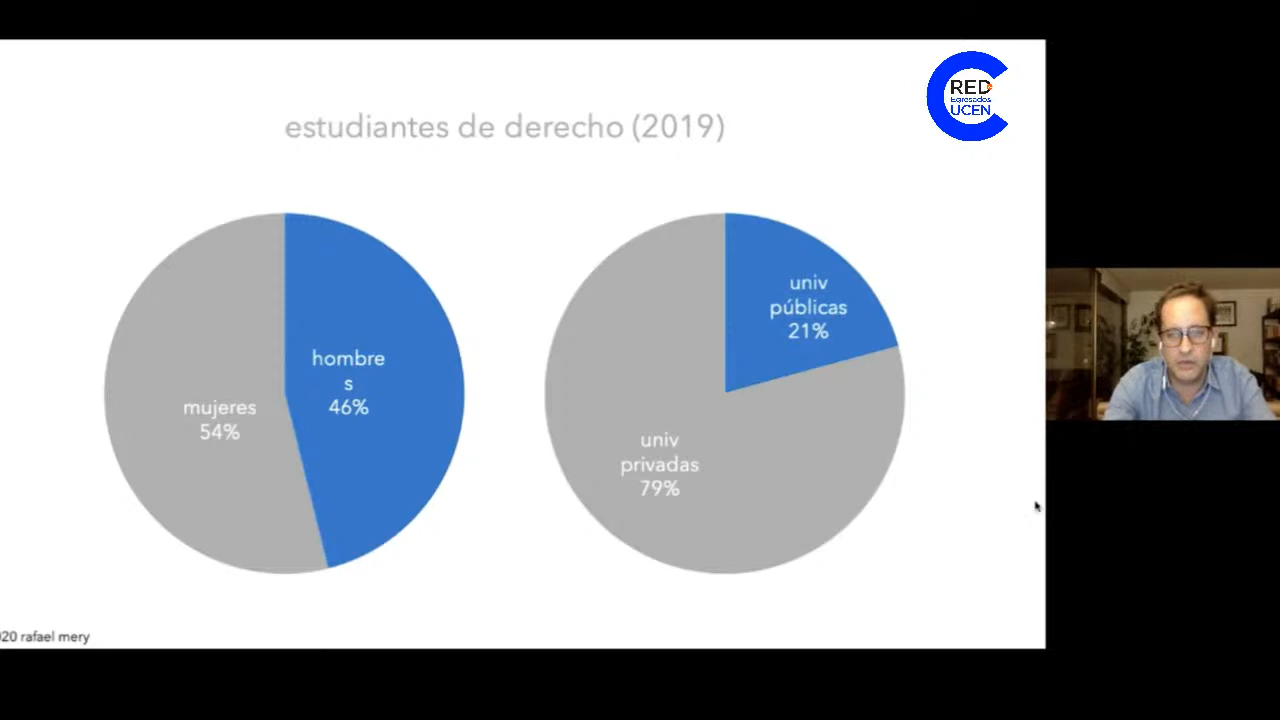 RED
Egresados
UCEN
estudiantes de derecho (2019)
hombre
s
46%
mujeres
54%
univ
públicas
21%
univ
privadas
79%
020 rafael mery